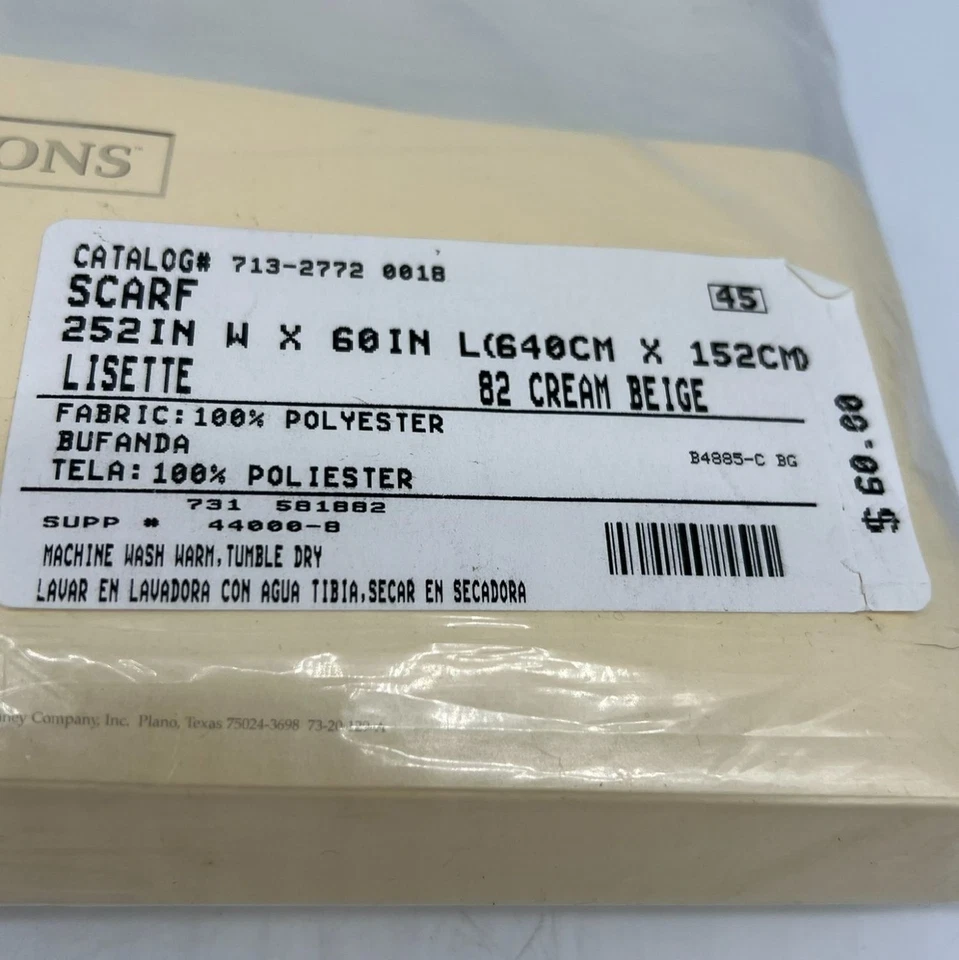 ONS™
CATALOG# 713-2772 0018
45
SCARF
252IN W X 60IN L(640CM X 152CM)
LISETTE 82 CREAM BEIGE
FABRIC:100% POLYESTER
BUFANDA
B4885-C BG
TELA:100% POLIESTER
731 581882
SUPP # 44000-8
MACHINE WASH WARM,TUMBLE DRY
LAVAR EN LAVADORA CON AGUA TIBIA,SECAR EN SECADORA
$60.00
ney Company, Inc. Plano, Texas 75024-3698